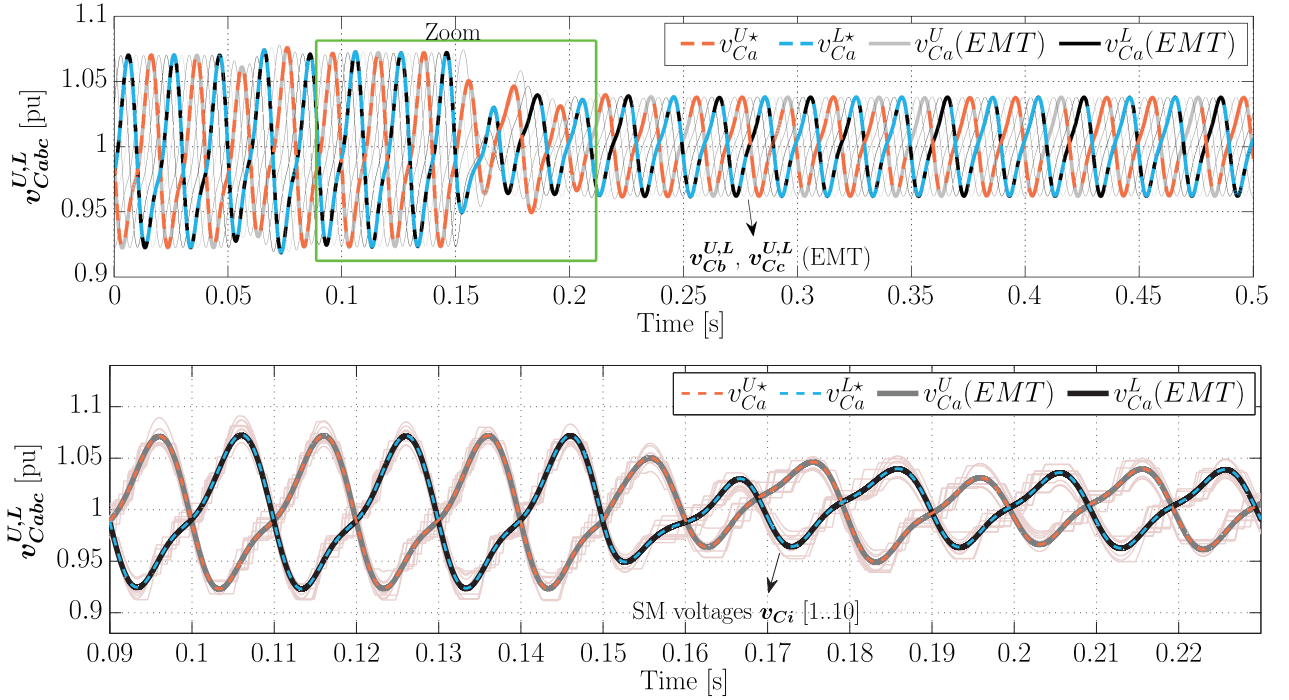 Zoom
v_{Ca}^{U⋆} v_{Ca}^{L⋆} v_{Ca}^{U}(EMT) v_{Ca}^{L}(EMT)
1.1
1.05
1
0.95
0.9
v_{Cabc}^{U,L} [pu]
v_{Cb}^{U,L}, v_{Cc}^{U,L} (EMT)
0 0.05 0.1 0.15 0.2 0.25 0.3 0.35 0.4 0.45 0.5
Time [s]
v_{Ca}^{U⋆} v_{Ca}^{L⋆} v_{Ca}^{U}(EMT) v_{Ca}^{L}(EMT)
1.1
1.05
1
0.95
0.9
v_{Cabc}^{U,L} [pu]
SM voltages v_{Ci} [1..10]
0.09 0.1 0.11 0.12 0.13 0.14 0.15 0.16 0.17 0.18 0.19 0.2 0.21 0.22
Time [s]